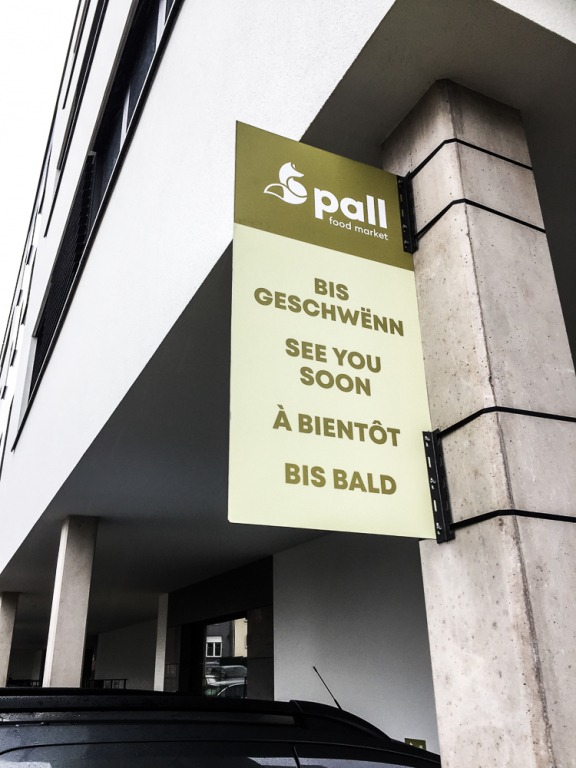 pall
food market
BIS
GESCHWËNN
SEE YOU
SOON
À BIENTÔT
BIS BALD